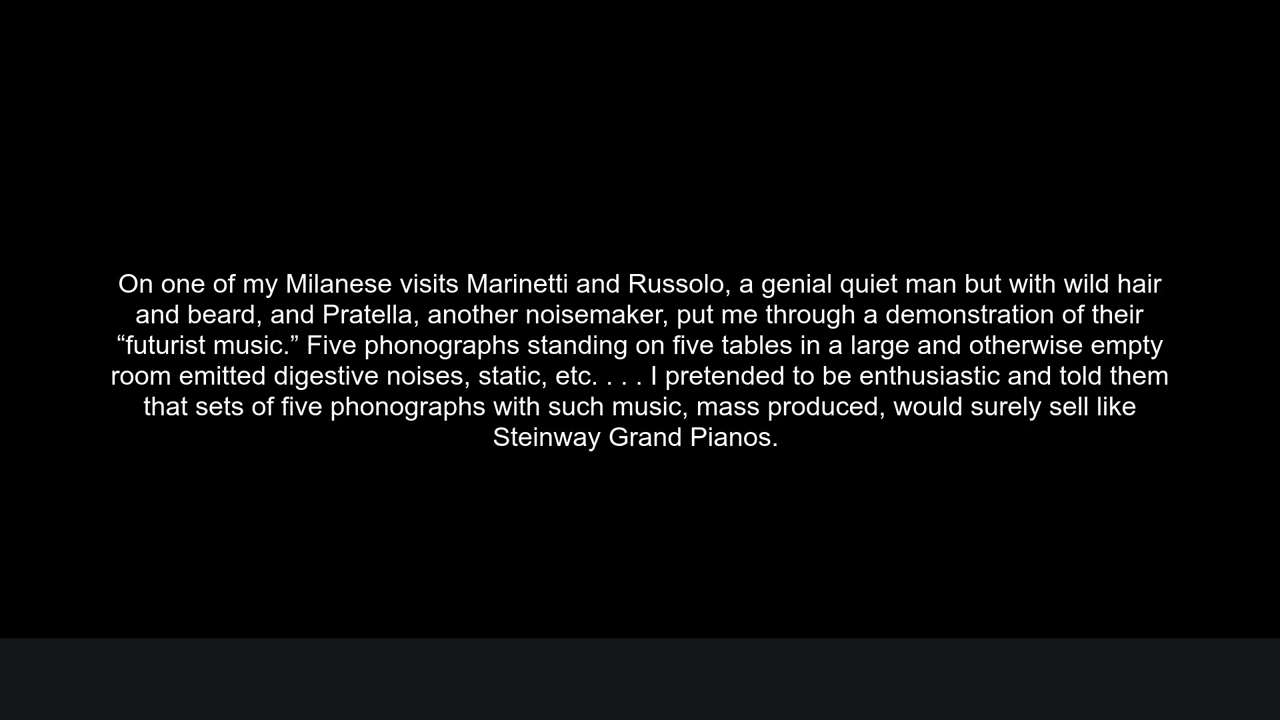 On one of my Milanese visits Marinetti and Russolo, a genial quiet man but with wild hair
and beard, and Pratella, another noisemaker, put me through a demonstration of their
“futurist music.” Five phonographs standing on five tables in a large and otherwise empty
room emitted digestive noises, static, etc. . . . I pretended to be enthusiastic and told them
that sets of five phonographs with such music, mass produced, would surely sell like
Steinway Grand Pianos.